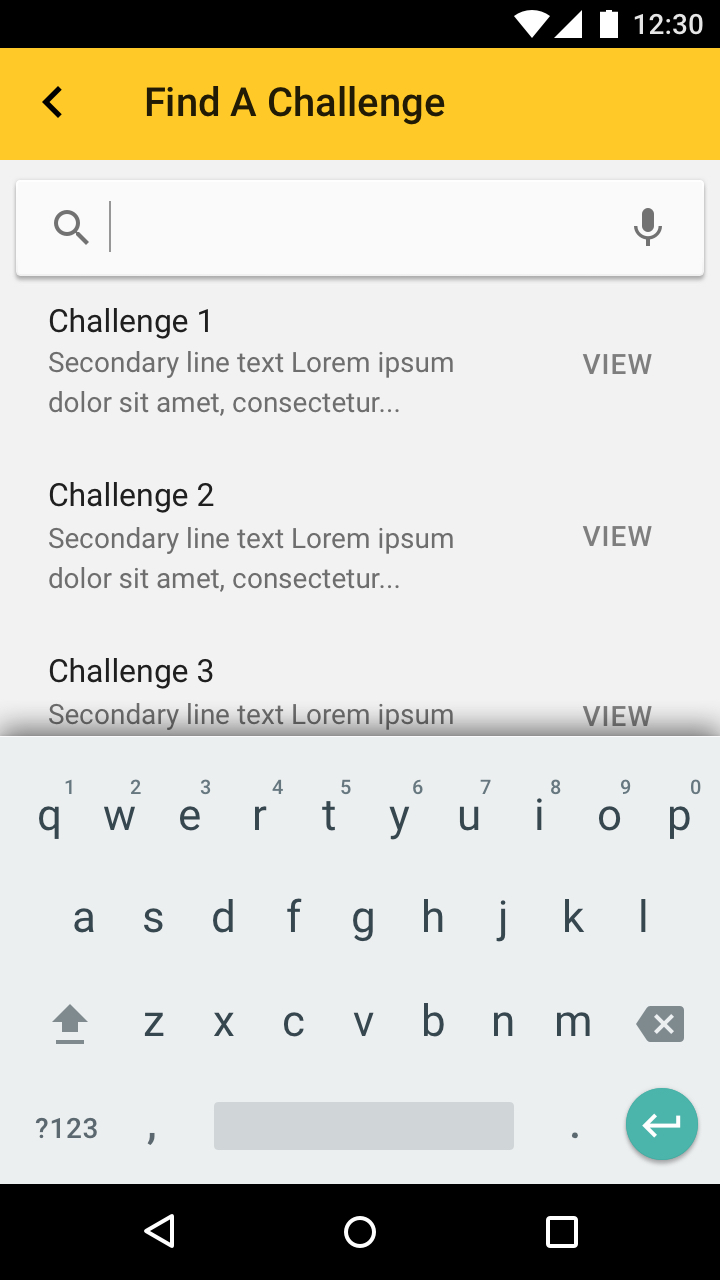 12:30
Find A Challenge
Challenge 1
Secondary line text Lorem ipsum
dolor sit amet, consectetur...
VIEW
Challenge 2
Secondary line text Lorem ipsum
dolor sit amet, consectetur...
VIEW
Challenge 3
Secondary line text Lorem ipsum
VIEW
1 2 3 4 5 6 7 8 9 0
q w e r t y u i o p
a s d f g h j k l
z x c v b n m
?123 , .